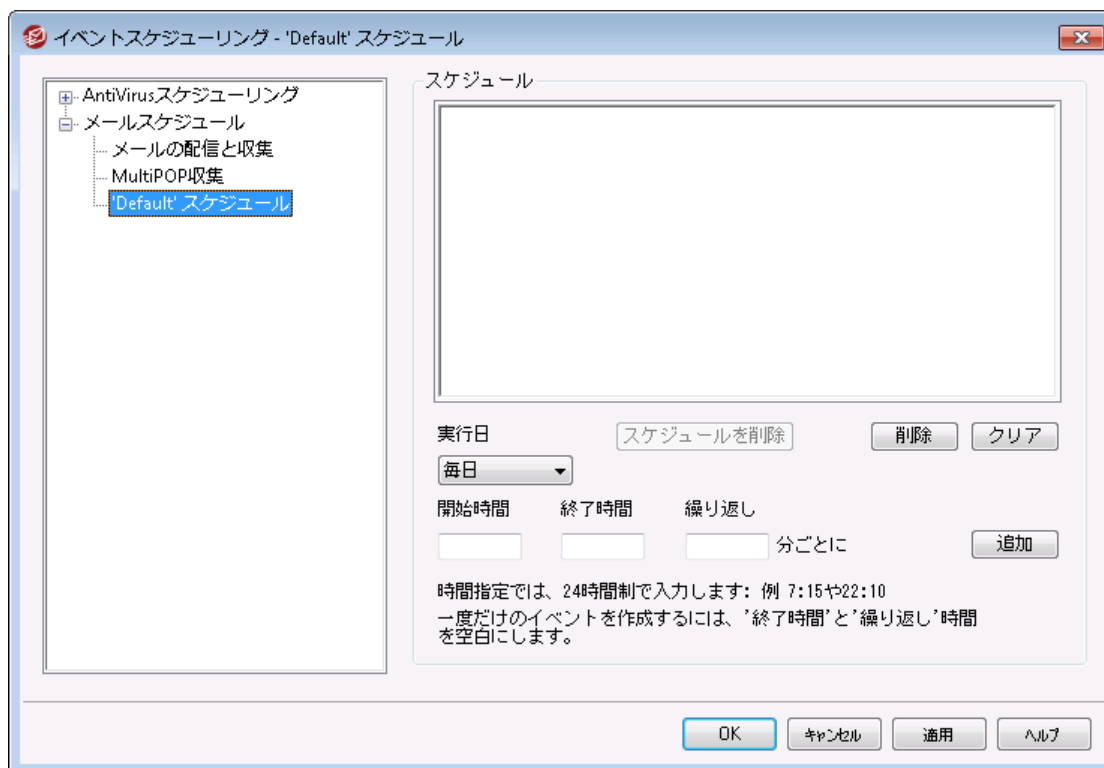 イベントスケジューリング - 'Default' スケジュール
AntiVirusスケジューリング
メールスケジュール
メールの配信と収集
MultiPOP収集
'Default' スケジュール
スケジュール
実行日
スケジュールを削除
削除
クリア
毎日
開始時間
終了時間
繰り返し
分ごとに
追加
時間指定では、24時間制で入力します: 例 7:15や22:10
一度だけのイベントを作成するには、'終了時間'と'繰り返し'時間
を空白にします。
OK
キャンセル
適用
ヘルプ